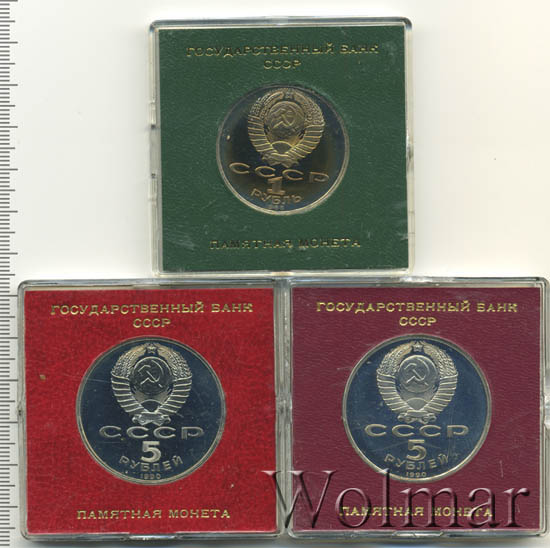 ГОСУДАРСТВЕННЫЙ БАНК
СССР
СССР
1
РУБЛЬ
ПАМЯТНАЯ МОНЕТА
ГОСУДАРСТВЕННЫЙ БАНК
СССР
СССР
5
РУБЛЕЙ
1990
ПАМЯТНАЯ МОНЕТА
ГОСУДАРСТВЕННЫЙ БАНК
СССР
СССР
5
РУБЛЕЙ
1990
ПАМЯТНАЯ МОНЕТА
Wolmar